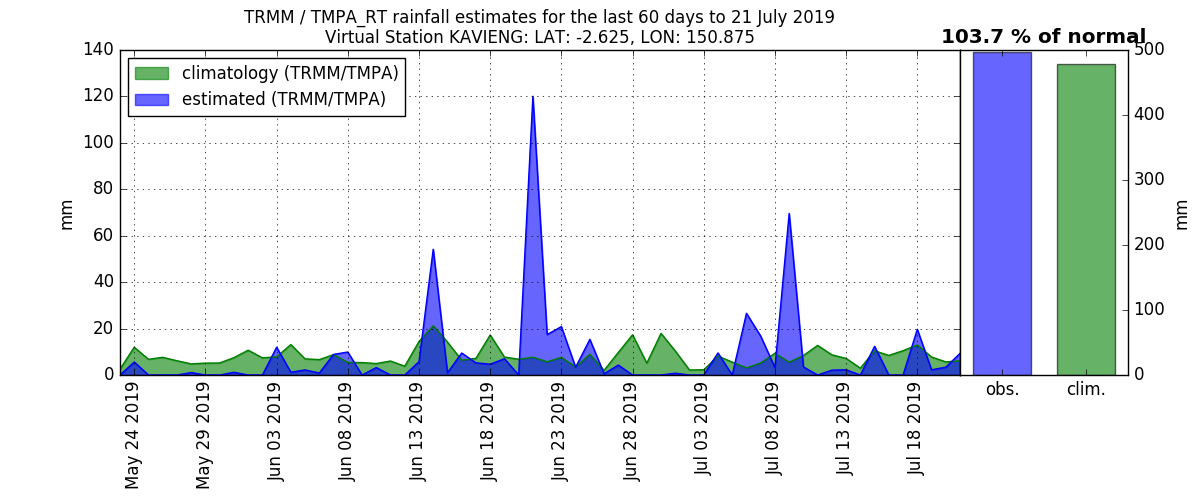 TRMM / TMPA_RT rainfall estimates for the last 60 days to 21 July 2019
Virtual Station KAVIENG: LAT: -2.625, LON: 150.875
103.7 % of normal
climatology (TRMM/TMPA)
estimated (TRMM/TMPA)
140
120
100
80
60
40
20
0
mm
May 24 2019
May 29 2019
Jun 03 2019
Jun 08 2019
Jun 13 2019
Jun 18 2019
Jun 23 2019
Jun 28 2019
Jul 03 2019
Jul 08 2019
Jul 13 2019
Jul 18 2019
obs.
clim.
500
400
300
200
100
0
mm